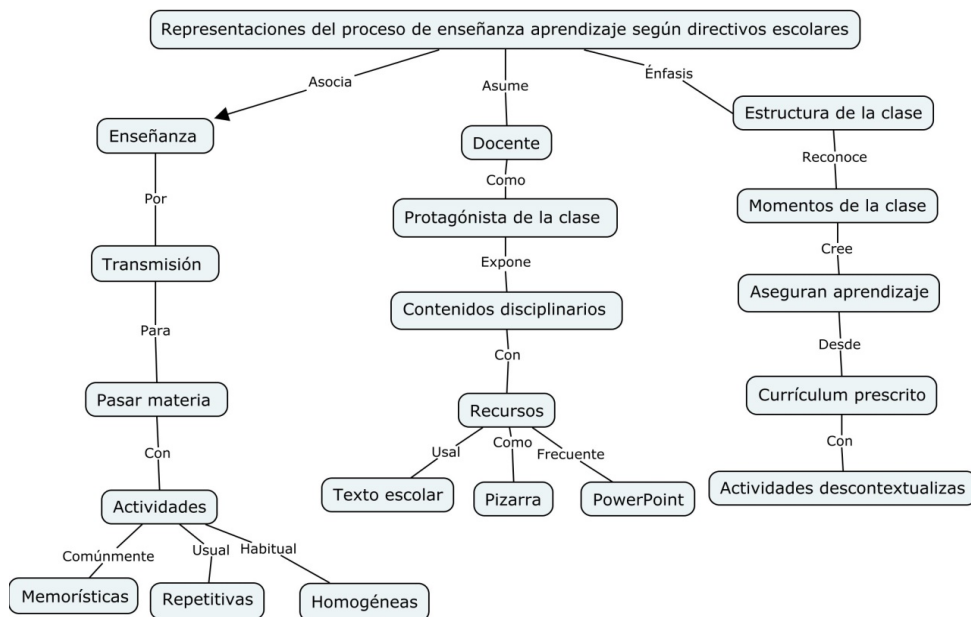 Representaciones del proceso de enseñanza aprendizaje según directivos escolares
Asocia
Asume
Énfasis
Enseñanza
Docente
Estructura de la clase
Por
Como
Reconoce
Transmisión
Protagónista de la clase
Momentos de la clase
Para
Expone
Cree
Pasar materia
Contenidos disciplinarios
Aseguran aprendizaje
Con
Con
Desde
Actividades
Recursos
Currículum prescrito
Comúnmente
Usual
Habitual
Usal
Como
Frecuente
Con
Memorísticas
Repetitivas
Homogéneas
Texto escolar
Pizarra
PowerPoint
Actividades descontextualizas